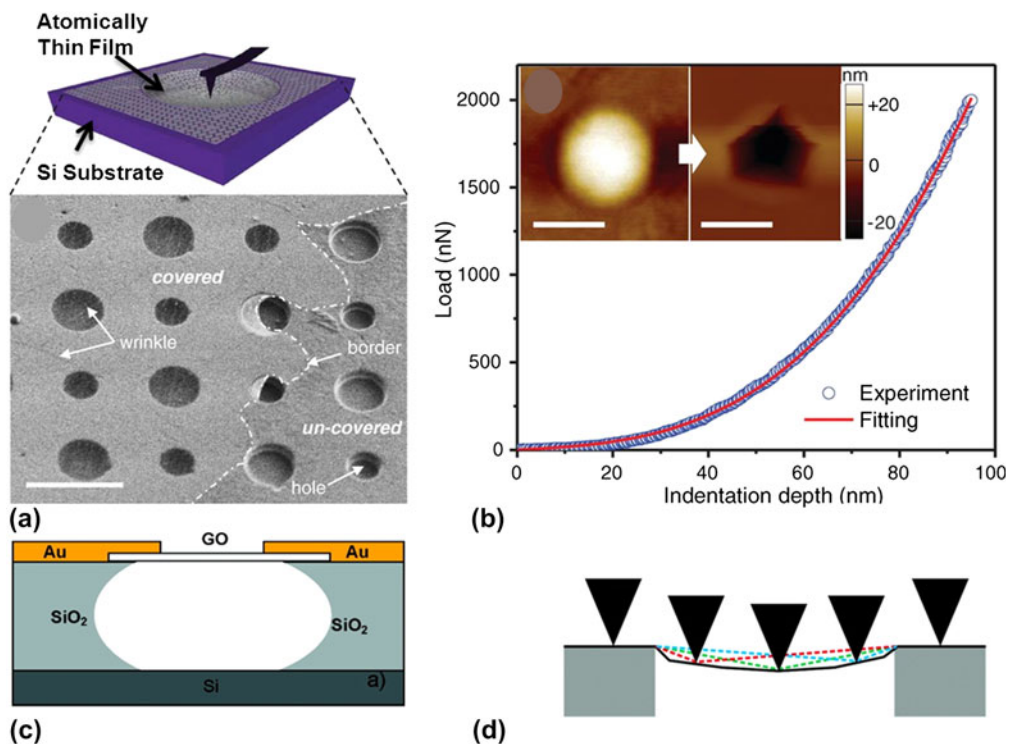 Atomically
Thin Film
Si Substrate
covered
wrinkle
border
un-covered
hole
(a)
nm
+20
0
-20
2000
1500
1000
500
0
Load (nN)
Experiment
Fitting
0 20 40 60 80 100
Indentation depth (nm)
(b)
GO
Au Au
SiO2 SiO2
Si a)
(c)
(d)